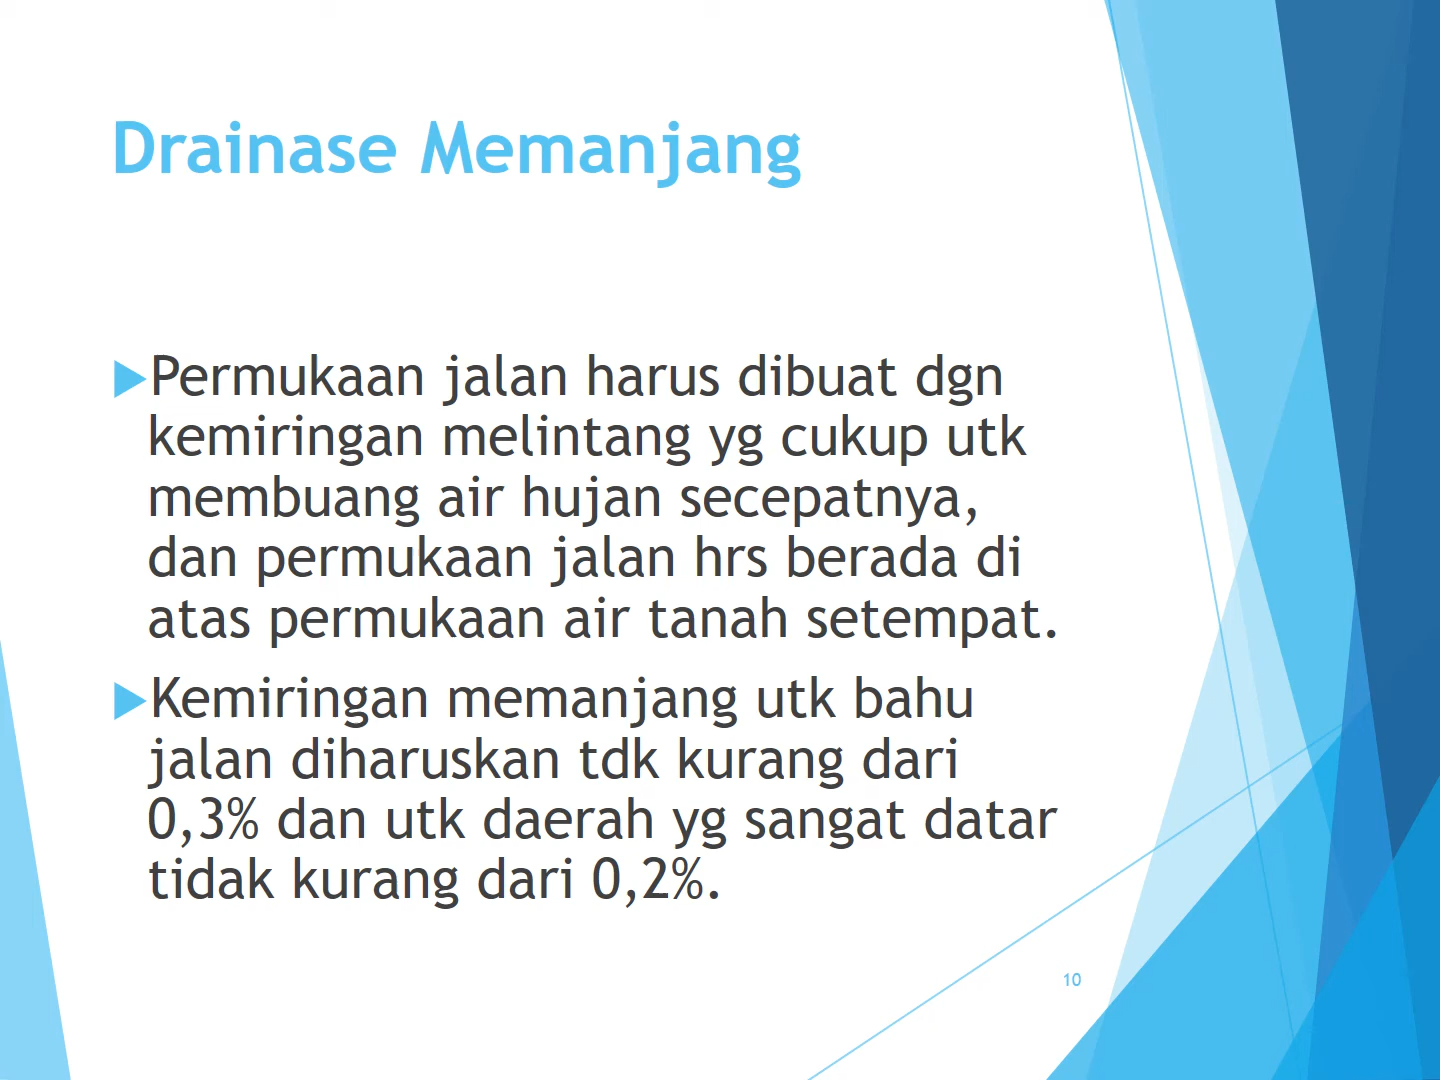 Drainase Memanjang
Permukaan jalan harus dibuat dgn
kemiringan melintang yg cukup utk
membuang air hujan secepatnya,
dan permukaan jalan hrs berada di
atas permukaan air tanah setempat.
Kemiringan memanjang utk bahu
jalan diharuskan tdk kurang dari
0,3% dan utk daerah yg sangat datar
tidak kurang dari 0,2%.
10